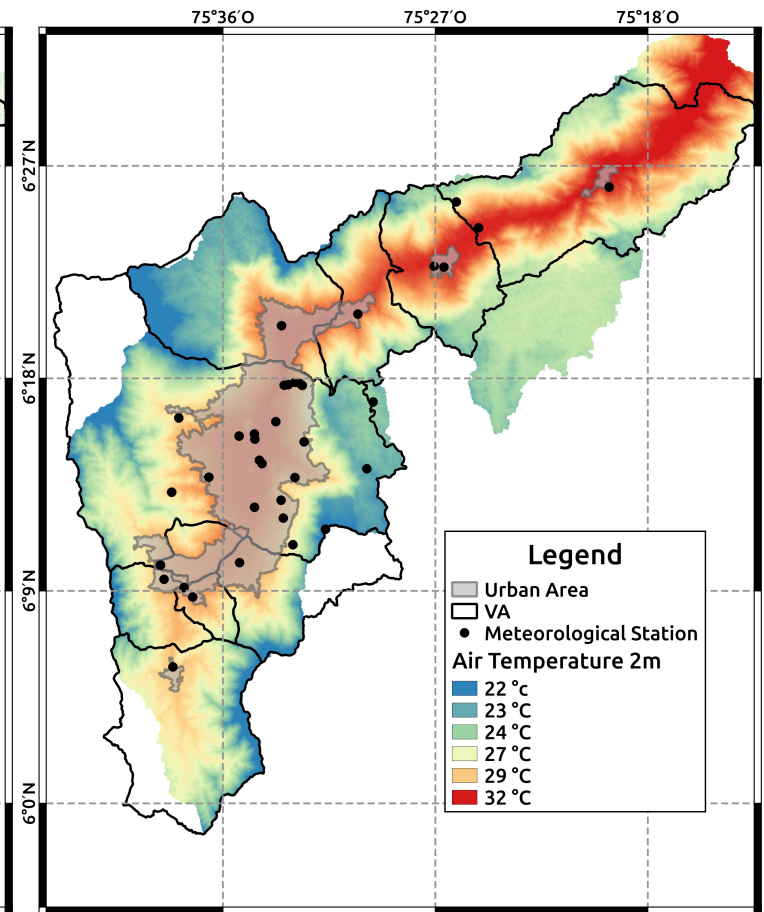 75°36′O 75°27′O 75°18′O
6°27′N
6°18′N
6°9′N
6°0′N
Legend
Urban Area
VA
Meteorological Station
Air Temperature 2m
22 °c
23 °C
24 °C
27 °C
29 °C
32 °C